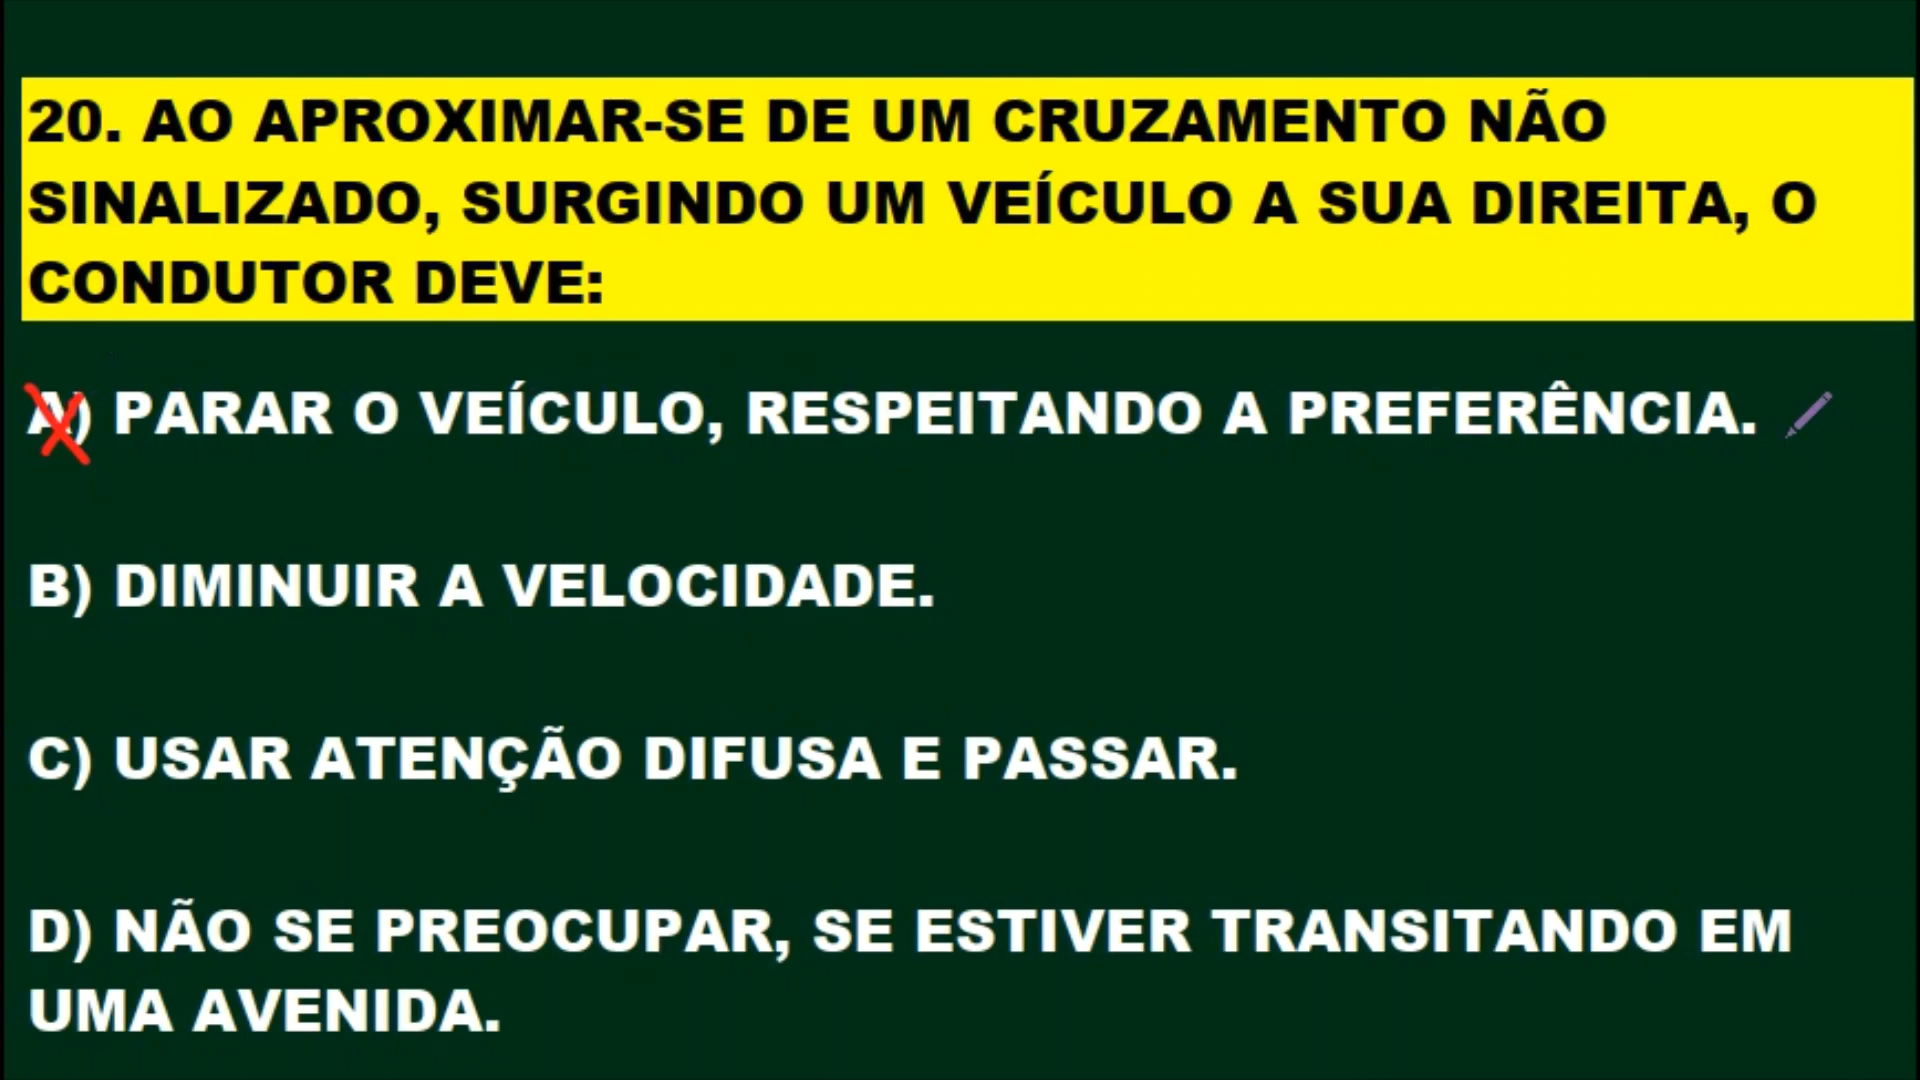 20. AO APROXIMAR-SE DE UM CRUZAMENTO NÃO
SINALIZADO, SURGINDO UM VEÍCULO A SUA DIREITA, O
CONDUTOR DEVE:
A) PARAR O VEÍCULO, RESPEITANDO A PREFERÊNCIA.
B) DIMINUIR A VELOCIDADE.
C) USAR ATENÇÃO DIFUSA E PASSAR.
D) NÃO SE PREOCUPAR, SE ESTIVER TRANSITANDO EM
UMA AVENIDA.